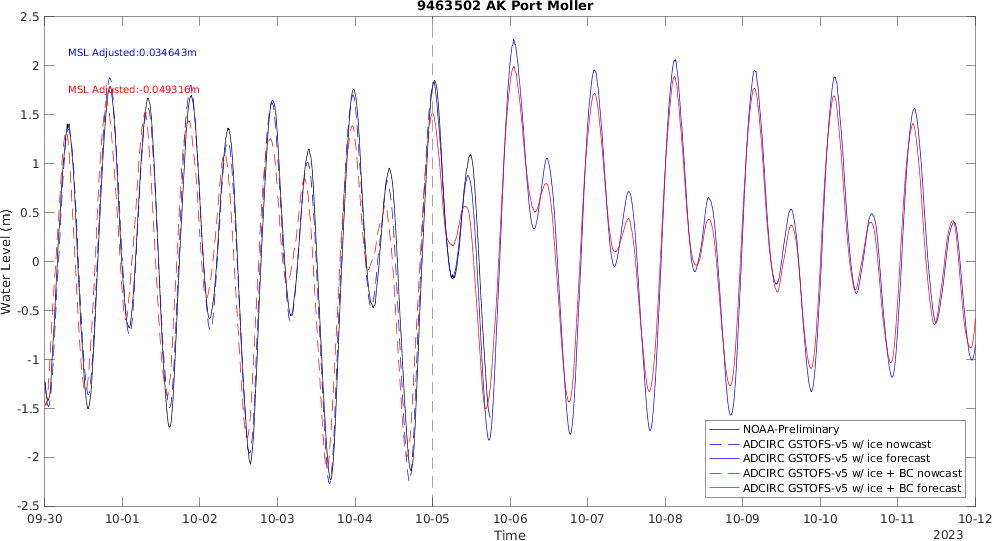 9463502 AK Port Moller
MSL Adjusted:0.034643m
MSL Adjusted:-0.049316m
Water Level (m)
2.5
2
1.5
1
0.5
0
-0.5
-1
-1.5
-2
-2.5
NOAA-Preliminary
ADCIRC GSTOFS-v5 w/ ice nowcast
ADCIRC GSTOFS-v5 w/ ice forecast
ADCIRC GSTOFS-v5 w/ ice + BC nowcast
ADCIRC GSTOFS-v5 w/ ice + BC forecast
09-30 10-01 10-02 10-03 10-04 10-05 10-06 10-07 10-08 10-09 10-10 10-11 10-12
Time
2023